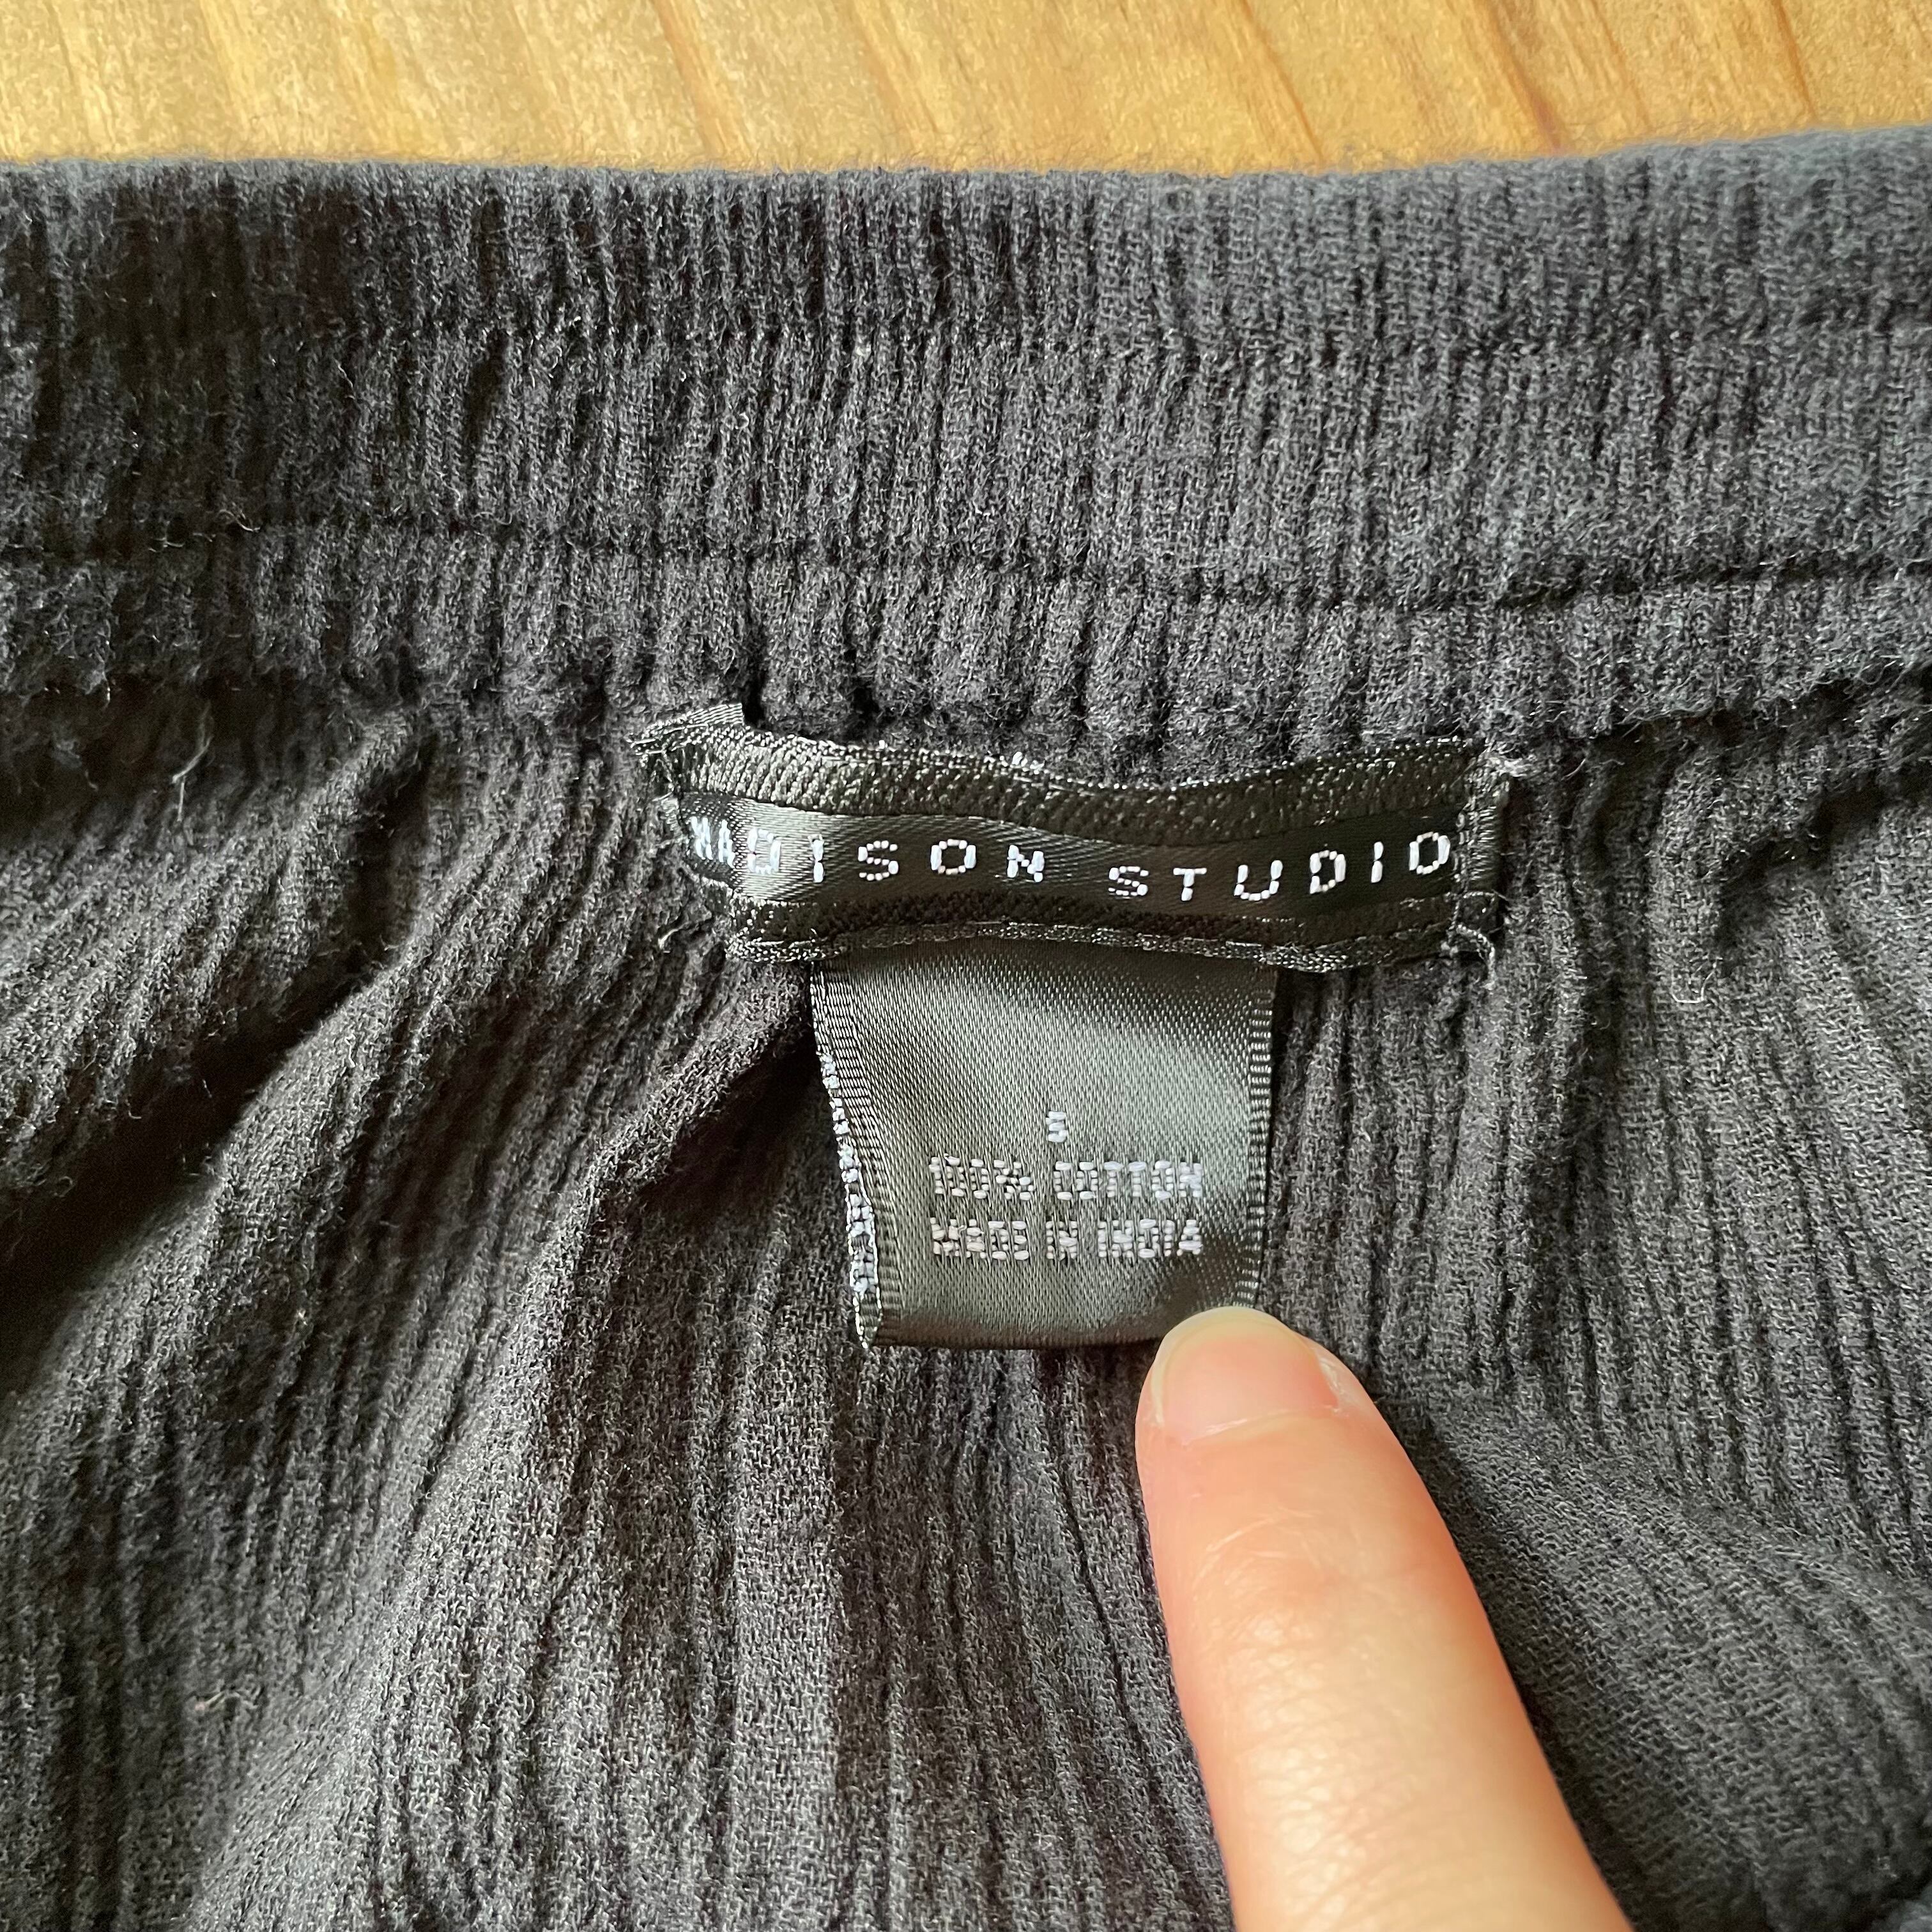 MADISON STUDIO
S
100% COTTON
MADE IN INDIA